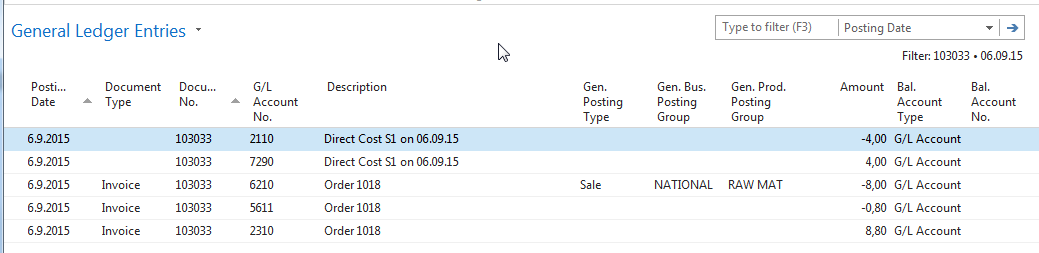 General Ledger Entries
Type to filter (F3) Posting Date
Filter: 103033 • 06.09.15
Posti... Document Docu... G/L Description Gen. Gen. Bus. Gen. Prod. Amount Bal. Bal.
Date Type No. Account Posting Posting Posting Account Account
No. Type Group Group Type No.
6.9.2015 103033 2110 Direct Cost S1 on 06.09.15 -4,00 G/L Account
6.9.2015 103033 7290 Direct Cost S1 on 06.09.15 4,00 G/L Account
6.9.2015 Invoice 103033 6210 Order 1018 Sale NATIONAL RAW MAT -8,00 G/L Account
6.9.2015 Invoice 103033 5611 Order 1018 -0,80 G/L Account
6.9.2015 Invoice 103033 2310 Order 1018 8,80 G/L Account